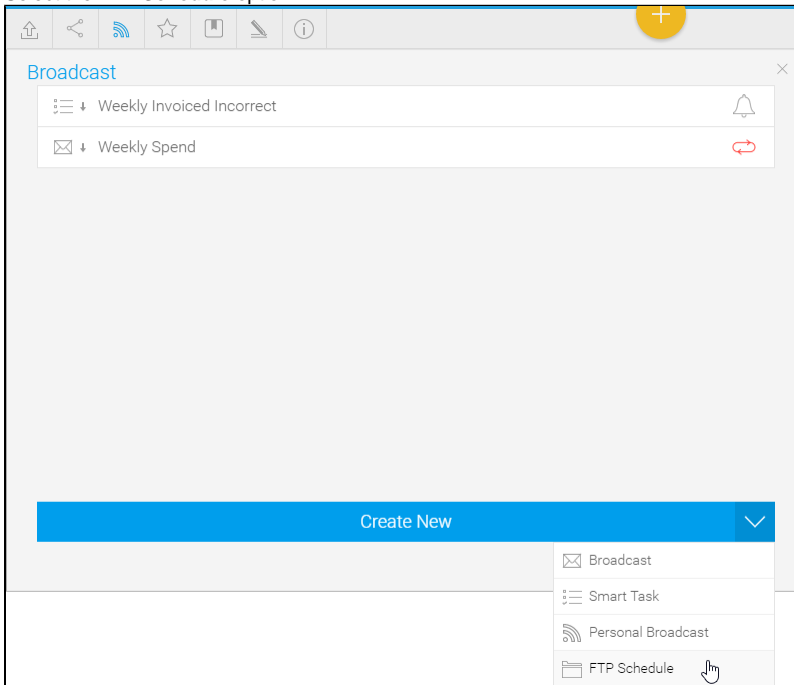 Broadcast
Weekly Invoiced Incorrect
Weekly Spend
Create New
Broadcast
Smart Task
Personal Broadcast
FTP Schedule